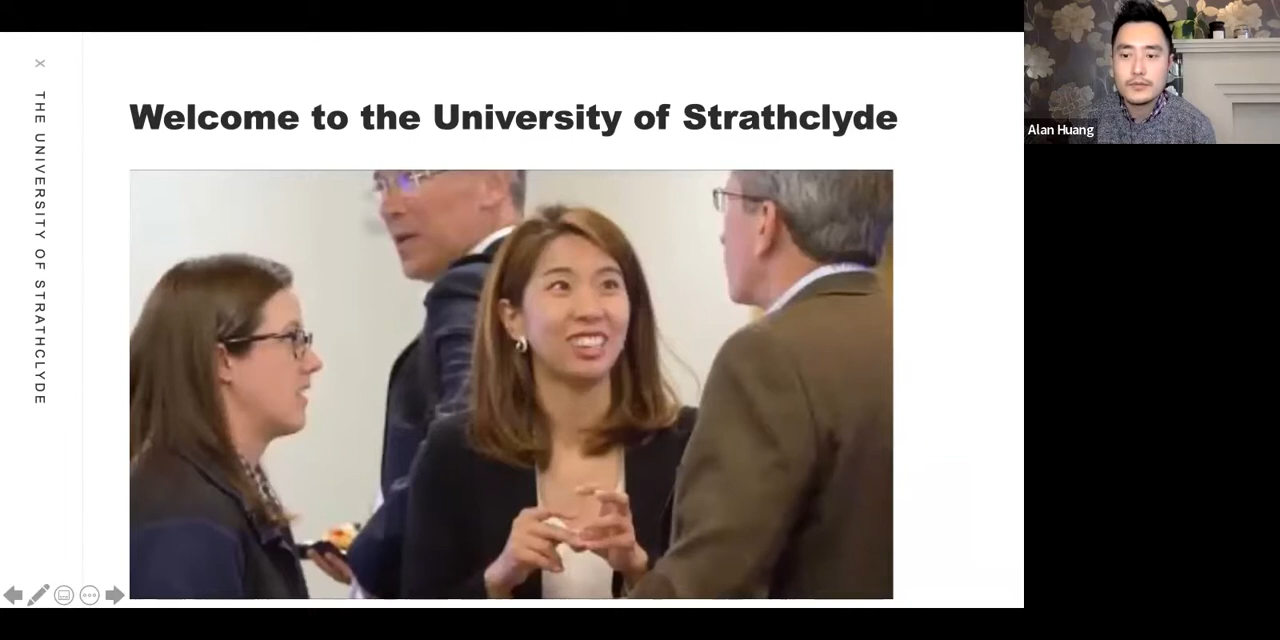 X THE UNIVERSITY OF STRATHCLYDE
Welcome to the University of Strathclyde
Alan Huang